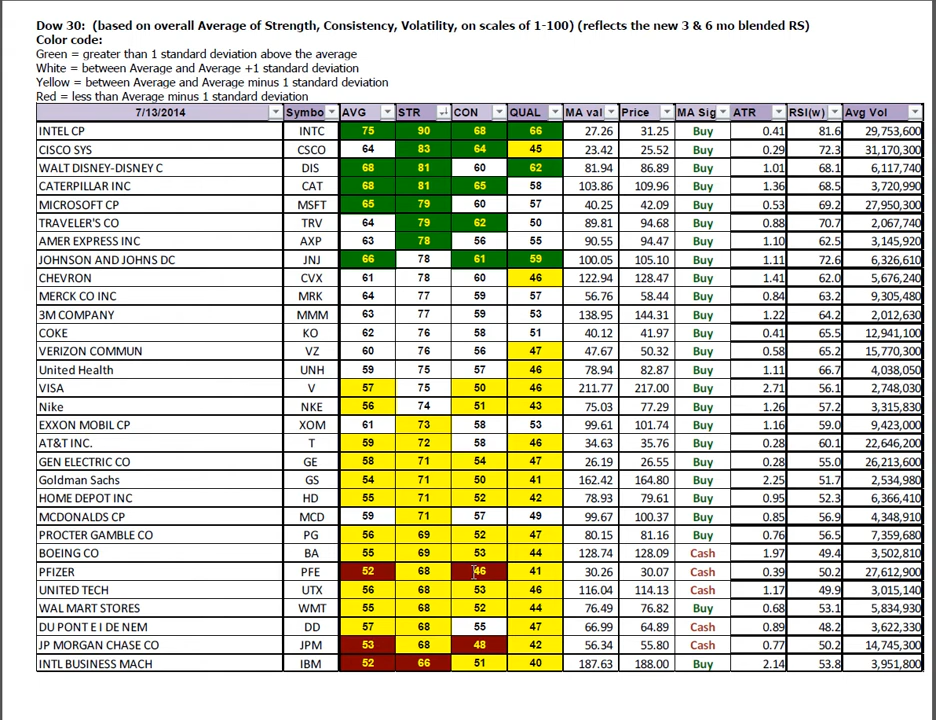 Dow 30: (based on overall Average of Strength, Consistency, Volatility, on scales of 1-100) (reflects the new 3 & 6 mo blended RS)
Color code:
Green = greater than 1 standard deviation above the average
White = between Average and Average +1 standard deviation
Yellow = between Average and Average minus 1 standard deviation
Red = less than Average minus 1 standard deviation
7/13/2014 Symbo AVG STR CON QUAL MA val Price MA Sig ATR RSI(w) Avg Vol
INTEL CP INTC 75 90 68 66 27.26 31.25 Buy 0.41 81.6 29,753,600
CISCO SYS CSCO 64 83 64 45 23.42 25.52 Buy 0.29 72.3 31,170,300
WALT DISNEY-DISNEY C DIS 68 81 60 62 81.94 86.89 Buy 1.01 68.1 6,117,740
CATERPILLAR INC CAT 68 81 65 58 103.86 109.96 Buy 1.36 68.5 3,720,990
MICROSOFT CP MSFT 65 79 60 57 40.25 42.09 Buy 0.53 69.2 27,950,300
TRAVELER'S CO TRV 64 79 62 50 89.81 94.68 Buy 0.88 70.7 2,067,740
AMER EXPRESS INC AXP 63 78 56 55 90.55 94.47 Buy 1.10 62.5 3,145,920
JOHNSON AND JOHNS DC JNJ 66 78 61 59 100.05 105.10 Buy 1.11 72.6 6,326,610
CHEVRON CVX 61 78 60 46 122.94 128.47 Buy 1.41 62.0 5,676,240
MERCK CO INC MRK 64 77 59 57 56.76 58.44 Buy 0.84 63.2 9,305,480
3M COMPANY MMM 63 77 59 53 138.95 144.31 Buy 1.22 64.2 2,012,630
COKE KO 62 76 58 51 40.12 41.97 Buy 0.41 65.5 12,941,100
VERIZON COMMUN VZ 60 76 56 47 47.67 50.32 Buy 0.58 65.2 15,770,300
United Health UNH 59 75 57 46 78.94 82.87 Buy 1.11 66.7 4,038,050
VISA V 57 75 50 46 211.77 217.00 Buy 2.71 56.1 2,748,030
Nike NKE 56 74 51 43 75.03 77.29 Buy 1.26 57.2 3,315,830
EXXON MOBIL CP XOM 61 73 58 53 99.61 101.74 Buy 1.16 59.0 9,423,000
AT&T INC. T 59 72 58 46 34.63 35.76 Buy 0.28 60.1 22,646,200
GEN ELECTRIC CO GE 58 71 54 47 26.19 26.55 Buy 0.28 55.0 26,213,600
Goldman Sachs GS 54 71 50 41 162.42 164.80 Buy 2.25 51.7 2,534,980
HOME DEPOT INC HD 55 71 52 42 78.93 79.61 Buy 0.95 52.3 6,366,410
MCDONALDS CP MCD 59 71 57 49 99.67 100.37 Buy 0.85 56.9 4,348,910
PROCTER GAMBLE CO PG 56 69 52 47 80.15 81.16 Buy 0.76 56.5 7,359,680
BOEING CO BA 55 69 53 44 128.74 128.09 Cash 1.97 49.4 3,502,810
PFIZER PFE 52 68 46 41 30.26 30.07 Cash 0.39 50.2 27,612,900
UNITED TECH UTX 56 68 53 46 116.04 114.13 Cash 1.17 49.9 3,015,140
WAL MART STORES WMT 55 68 52 44 76.49 76.82 Buy 0.68 53.1 5,834,930
DU PONT E I DE NEM DD 57 68 55 44 66.99 64.89 Cash 0.89 48.2 3,622,330
JP MORGAN CHASE CO JPM 53 68 48 42 56.34 55.80 Cash 0.77 50.2 14,745,300
INTL BUSINESS MACH IBM 52 66 51 40 187.63 188.00 Buy 2.14 53.8 3,951,800